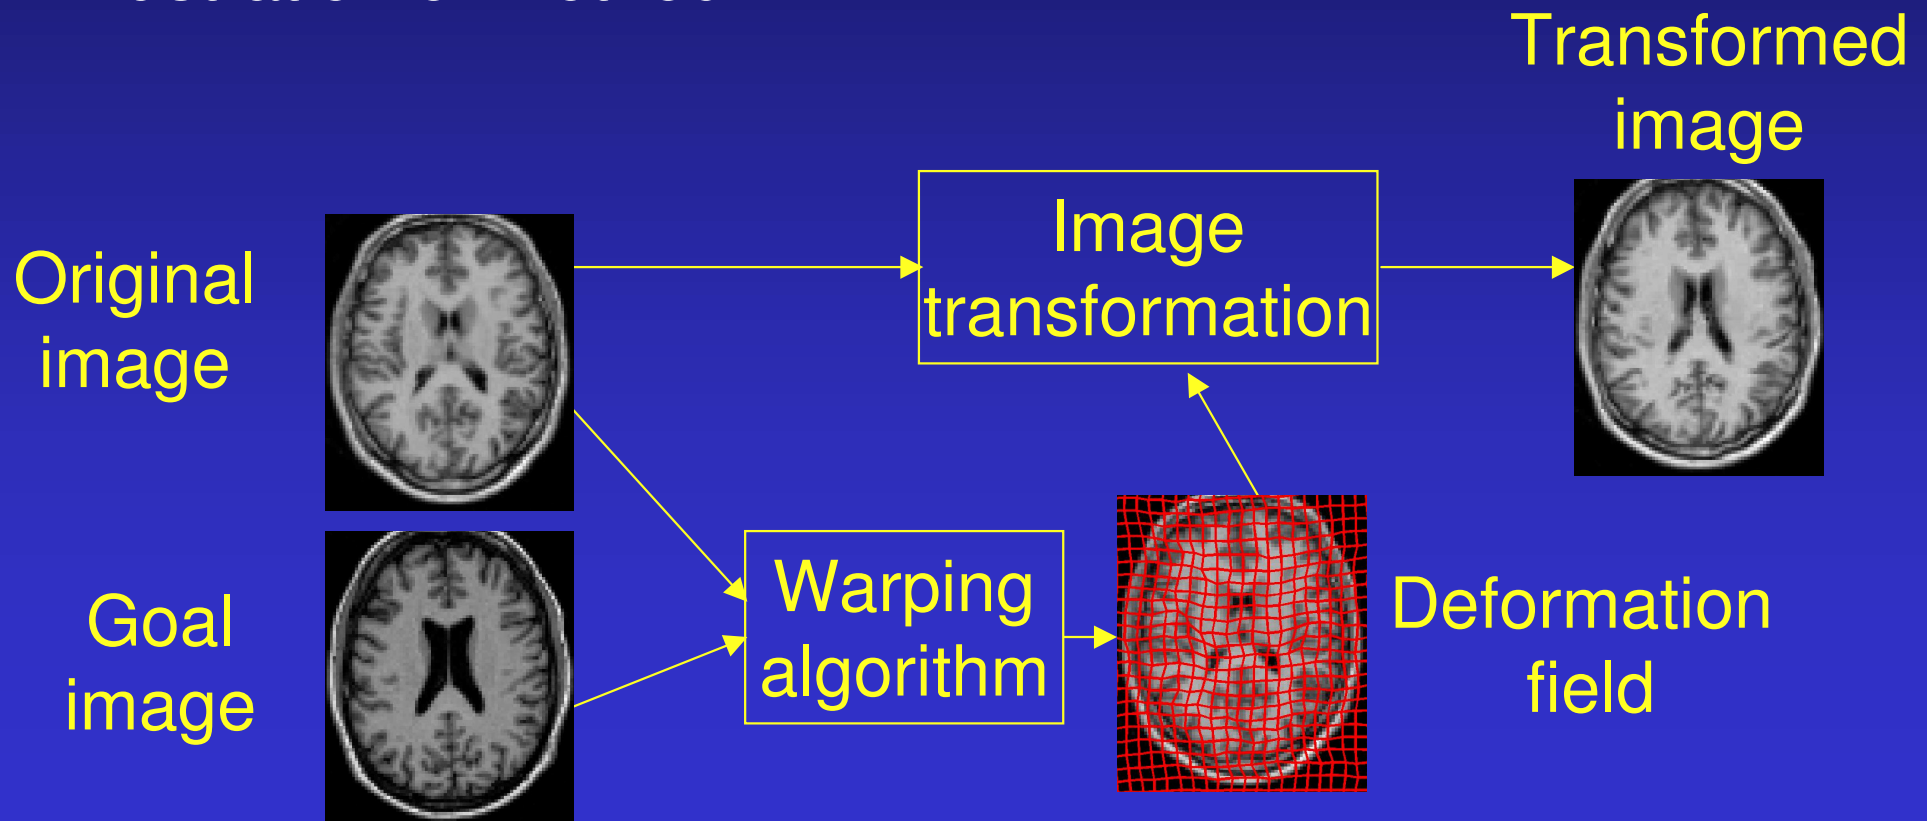 Transformed
image
Image
transformation
Original
image
Warping
algorithm
Goal
image
Deformation
field